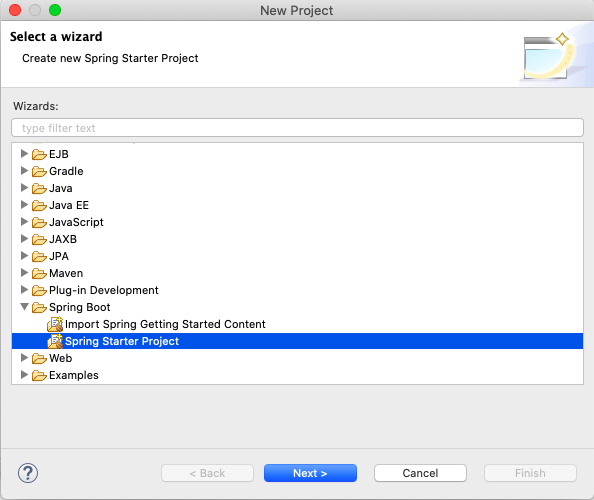 New Project
Select a wizard
Create new Spring Starter Project
Wizards:
type filter text
EJB
Gradle
Java
Java EE
JavaScript
JAXB
JPA
Maven
Plug-in Development
Spring Boot
Import Spring Getting Started Content
Spring Starter Project
Web
Examples
?
< Back
Next >
Cancel
Finish